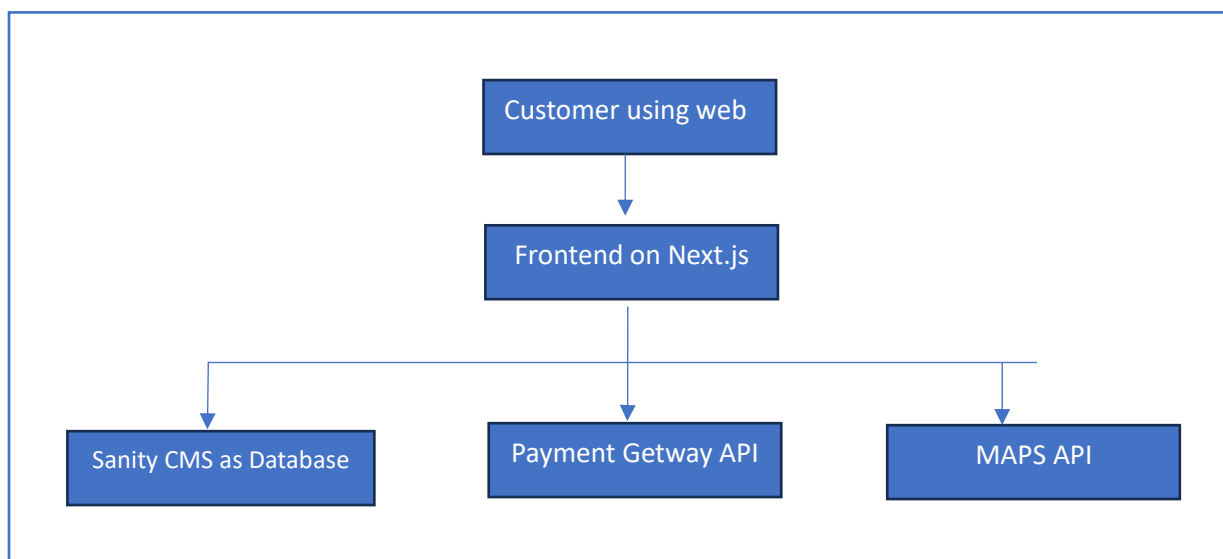 Customer using web
Frontend on Next.js
Sanity CMS as Database
Payment Getway API
MAPS API